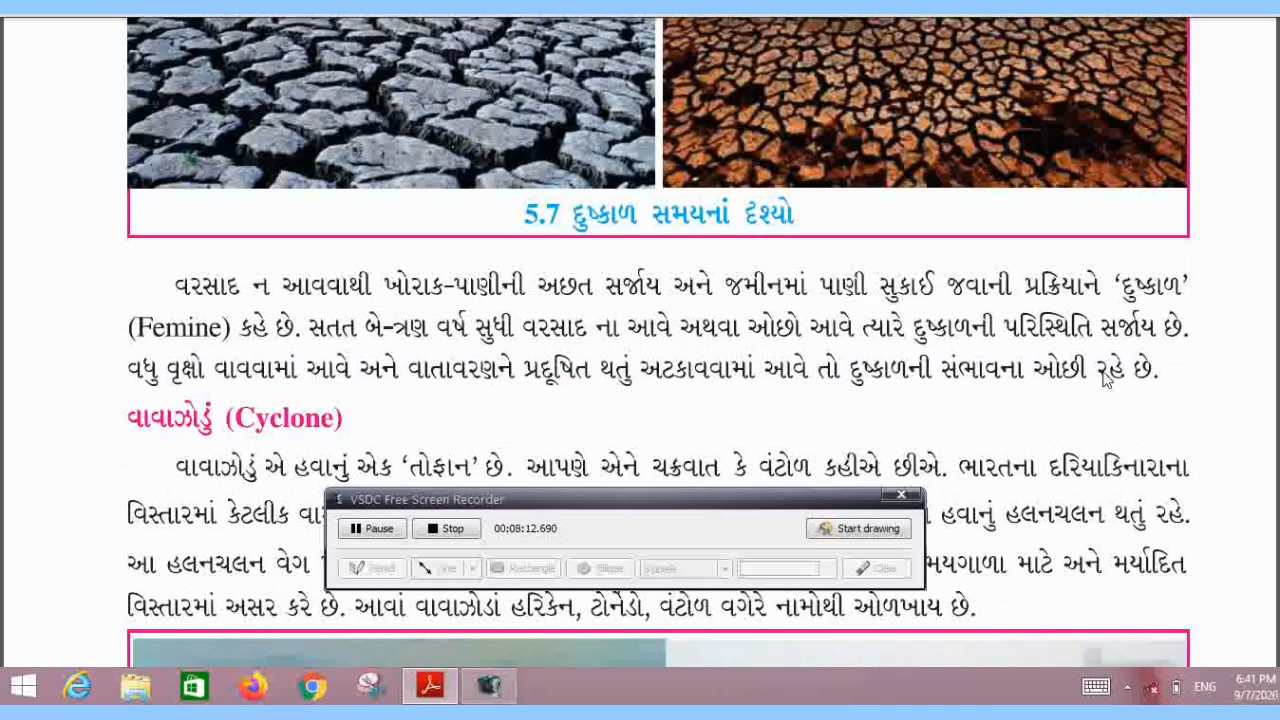 5.7 દુષ્કાળ સમયનાં દૃશ્યો
વરસાદ ન આવવાથી ખોરાક-પાણીની અછત સર્જાય અને જમીનમાં પાણી સુકાઈ જવાની પ્રક્રિયાને ‘દુષ્કાળ’
(Femine) કહે છે. સતત બે-ત્રણ વર્ષ સુધી વરસાદ ના આવે અથવા ઓછો આવે ત્યારે દુષ્કાળની પરિસ્થિતિ સર્જાય છે.
વધુ વૃક્ષો વાવવામાં આવે અને વાતાવરણને પ્રદૂષિત થતું અટકાવવામાં આવે તો દુષ્કાળની સંભાવના ઓછી રહે છે.
વાવાઝોડું (Cyclone)
વાવાઝોડું એ હવાનું એક ‘તોફાન’ છે. આપણે એને ચક્રવાત કે વંટોળ કહીએ છીએ. ભારતના દરિયાકિનારાના
વિસ્તારમાં કેટલીક હવાનું હલનચલન થતું રહે.
આ હલનચલન વેગ માટે અને મર્યાદિત
વિસ્તારમાં અસર કરે છે. આવાં વાવાઝોડાં હરિકેન, ટોર્નેડો, વંટોળ વગેરે નામોથી ઓળખાય છે.
VSDC Free Screen Recorder
Pause Stop 00:08:12.690 Start drawing
Line Rectangle Ellipse Clear
ENG 6:41 PM
9/7/2020